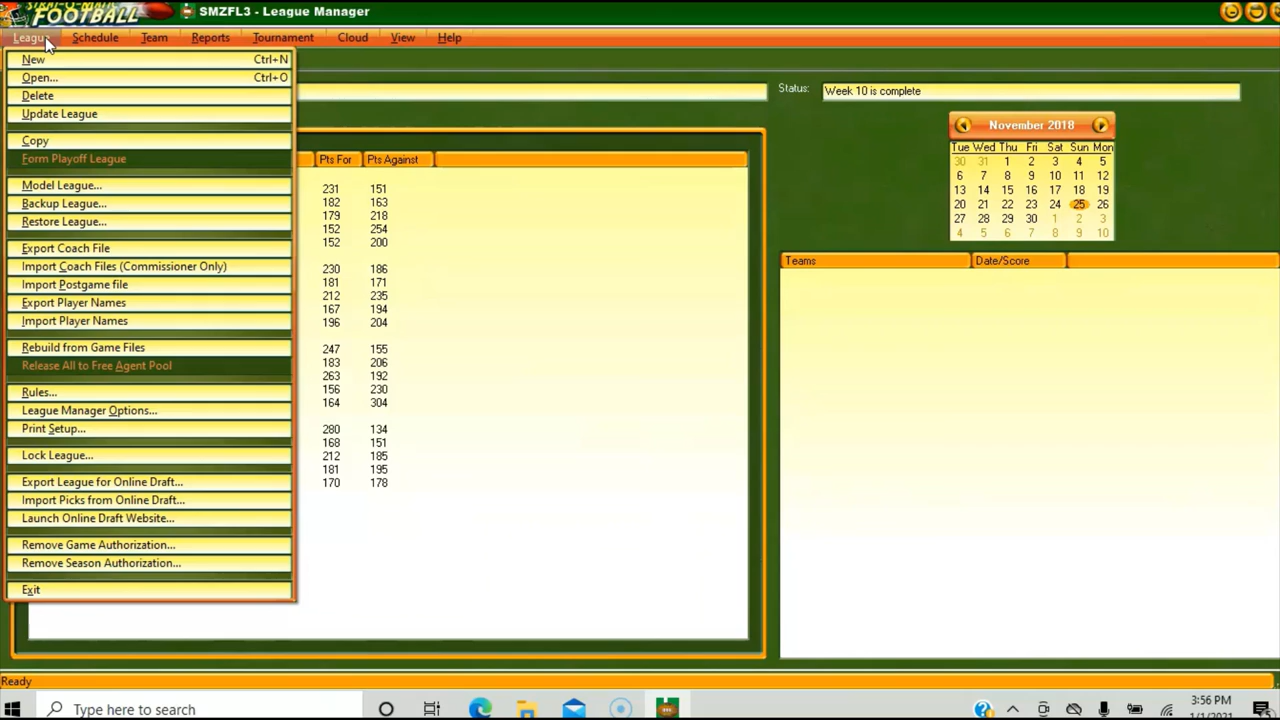 STRAT-O-MATIC
FOOTBALL
SMZFL3 - League Manager
League Schedule Team Reports Tournament Cloud View Help
New Ctrl+N
Open... Ctrl+O
Delete
Update League
Copy
Form Playoff League
Model League...
Backup League...
Restore League...
Export Coach File
Import Coach Files (Commissioner Only)
Import Postgame file
Export Player Names
Import Player Names
Rebuild from Game Files
Release All to Free Agent Pool
Rules...
League Manager Options...
Print Setup...
Lock League...
Export League for Online Draft...
Import Picks from Online Draft...
Launch Online Draft Website...
Remove Game Authorization...
Remove Season Authorization...
Exit
Pts For Pts Against
231 151
182 163
179 218
152 254
152 200
230 186
181 171
212 235
167 194
196 204
247 155
183 206
263 192
156 230
164 304
280 134
168 151
212 185
181 195
170 178
Status: Week 10 is complete
November 2018
Tue Wed Thu Fri Sat Sun Mon
30 31 1 2 3 4 5
6 7 8 9 10 11 12
13 14 15 16 17 18 19
20 21 22 23 24 25 26
27 28 29 30 1 2 3
4 5 6 7 8 9 10
Teams Date/Score
Ready
Type here to search
3:56 PM
1/1/2021